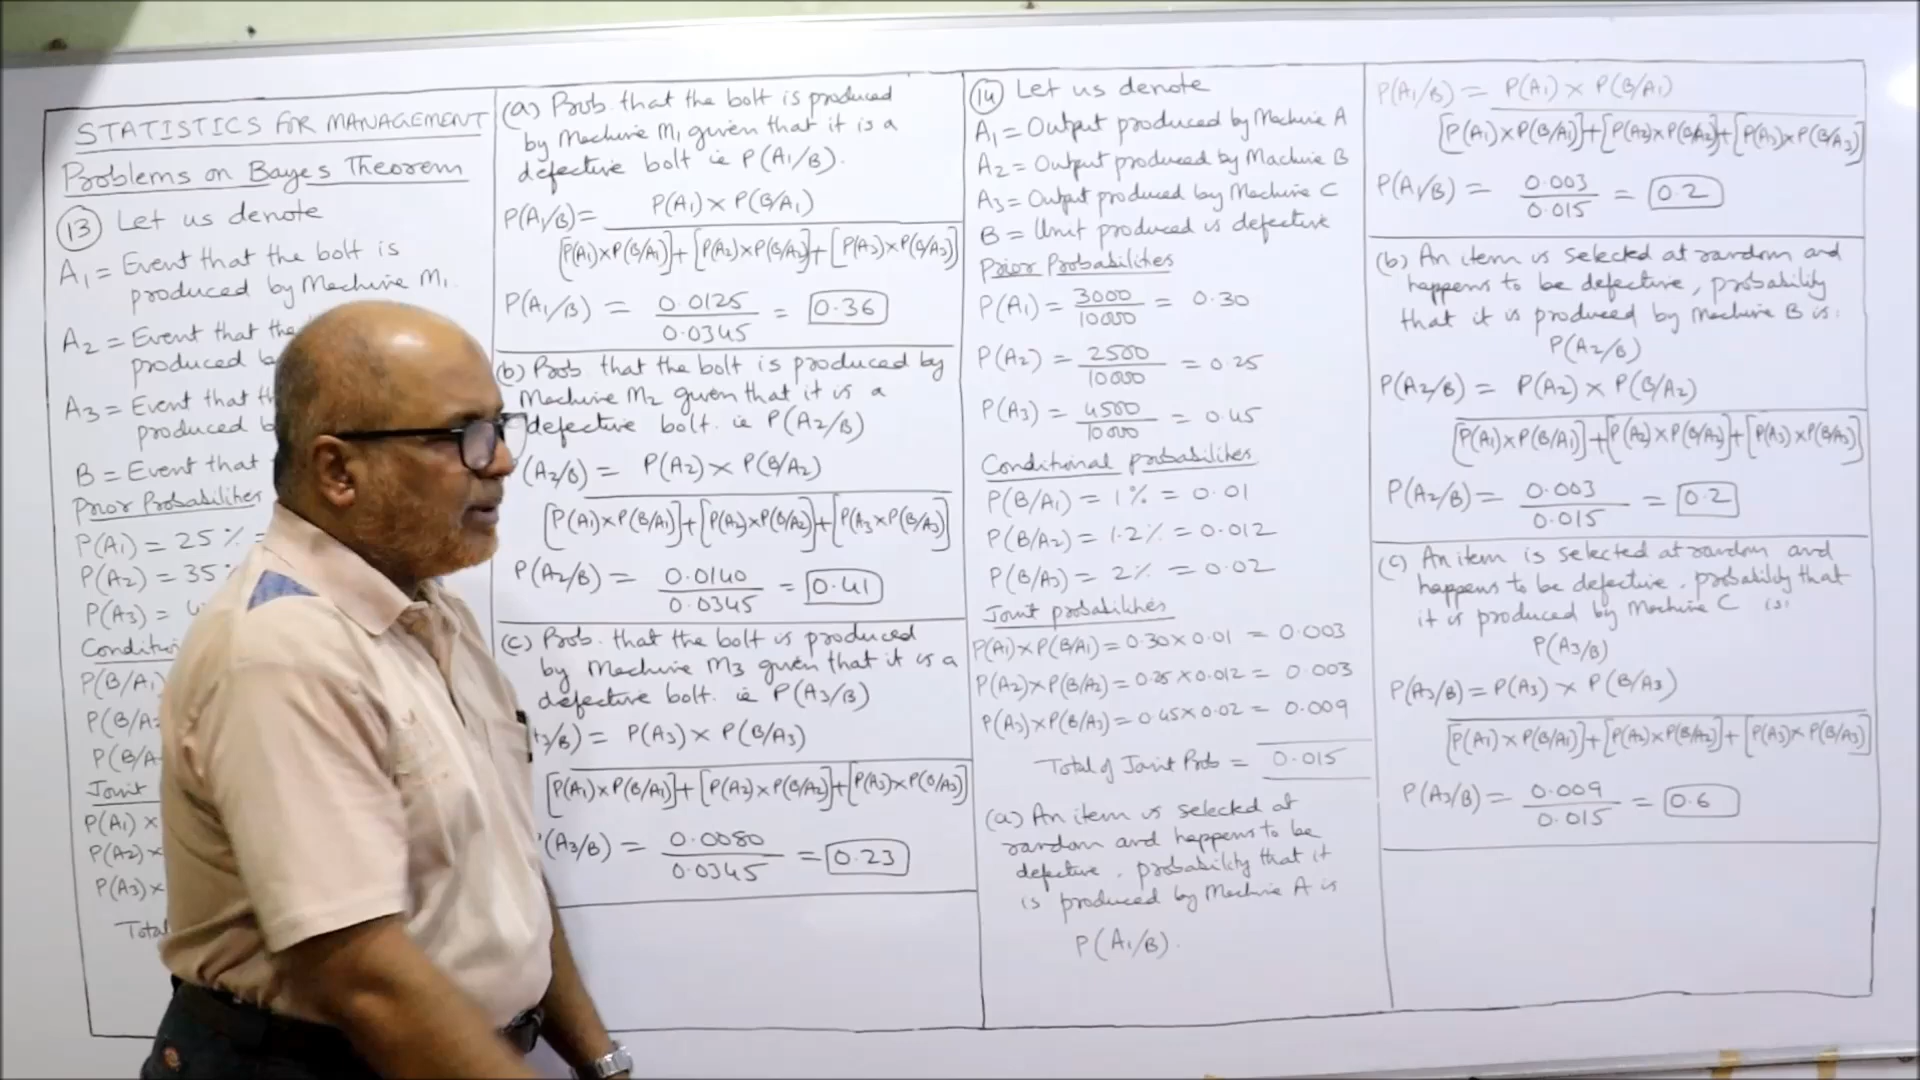 STATISTICS FOR MANAGEMENT
Problems on Bayes Theorem
(13) Let us denote
A1 = Event that the bolt is
produced by Machine M1.
A2 = Event that the
produced b
A3 = Event that th
produced b
B = Event that
Prior Probabilities
P(A1) = 25% =
P(A2) = 35%
P(A3) = 4
Condition
P(B/A1)
P(B/A2
P(B/A
Joint
P(A1) ×
P(A2) ×
P(A3) ×
Total
(a) Prob. that the bolt is produced
by Machine M1 given that it is a
defective bolt ie P(A1/B).
P(A1/B) = P(A1) × P(B/A1)
[P(A1)×P(B/A1)] + [P(A2)×P(B/A2)] + [P(A3)×P(B/A3)]
P(A1/B) = 0.0125 / 0.0345 = 0.36
(b) Prob. that the bolt is produced by
Machine M2 given that it is a
defective bolt. ie P(A2/B)
(A2/B) = P(A2) × P(B/A2)
[P(A1)×P(B/A1)] + [P(A2)×P(B/A2)] + [P(A3×P(B/A3)]
P(A2/B) = 0.0140 / 0.0345 = 0.41
(c) Prob. that the bolt is produced
by Machine M3 given that it is a
defective bolt. ie P(A3/B)
3/B) = P(A3) × P(B/A3)
[P(A1)×P(B/A1)] + [P(A2)×P(B/A2)] + [P(A3)×P(B/A3)]
(A3/B) = 0.0080 / 0.0345 = 0.23
(14) Let us denote
A1 = Output produced by Machine A
A2 = Output produced by Machine B
A3 = Output produced by Machine C
B = Unit produced is defective
Prior Probabilities
P(A1) = 3000 / 10000 = 0.30
P(A2) = 2500 / 10000 = 0.25
P(A3) = 4500 / 10000 = 0.45
Conditional probabilities
P(B/A1) = 1% = 0.01
P(B/A2) = 1.2% = 0.012
P(B/A3) = 2% = 0.02
Joint probabilities
P(A1)×P(B/A1) = 0.30×0.01 = 0.003
P(A2)×P(B/A2) = 0.25×0.012 = 0.003
P(A3)×P(B/A3) = 0.45×0.02 = 0.009
Total of Joint Prob = 0.015
(a) An item is selected at
random and happens to be
defective, probability that it
is produced by Machine A is
P(A1/B).
P(A1/B) = P(A1) × P(B/A1)
[P(A1)×P(B/A1)] + [P(A2)×P(B/A2)] + [P(A3)×P(B/A3)]
P(A1/B) = 0.003 / 0.015 = 0.2
(b) An item is selected at random and
happens to be defective, probability
that it is produced by Machine B is:
P(A2/B)
P(A2/B) = P(A2) × P(B/A2)
[P(A1)×P(B/A1)] + [P(A2)×P(B/A2)] + [P(A3)×P(B/A3)]
P(A2/B) = 0.003 / 0.015 = 0.2
(c) An item is selected at random and
happens to be defective, probability that
it is produced by Machine C is:
P(A3/B)
P(A3/B) = P(A3) × P(B/A3)
[P(A1)×P(B/A1)] + [P(A2)×P(B/A2)] + [P(A3)×P(B/A3)]
P(A3/B) = 0.009 / 0.015 = 0.6